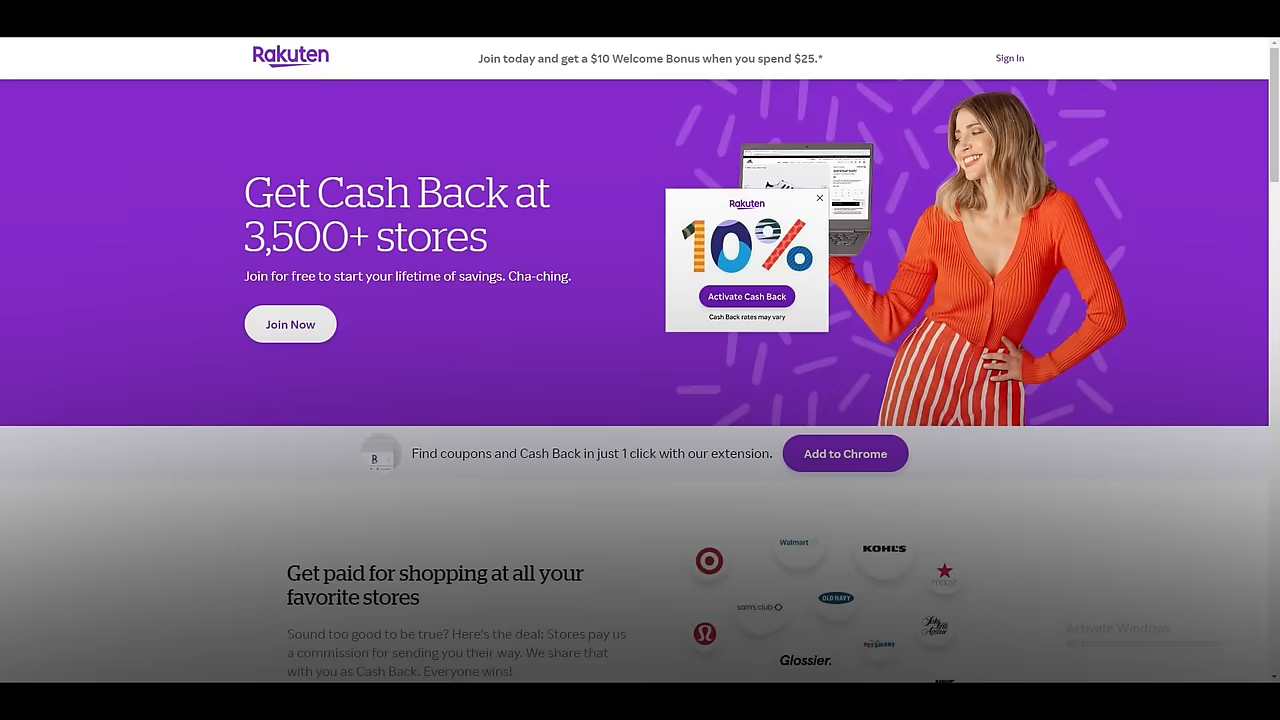 Rakuten
Join today and get a $10 Welcome Bonus when you spend $25.*
Sign In
Get Cash Back at
3,500+ stores
Join for free to start your lifetime of savings. Cha-ching.
Join Now
Rakuten
10%
Activate Cash Back
Cash Back rates may vary
R
Find coupons and Cash Back in just 1 click with our extension.
Add to Chrome
Get paid for shopping at all your
favorite stores
Sound too good to be true? Here's the deal: Stores pay us
a commission for sending you their way. We share that
with you as Cash Back. Everyone wins!
Walmart
KOHL'S
macy's
sam's club
OLD NAVY
Saks
Fifth
Avenue
PETSMART
Glossier.
Activate Windows